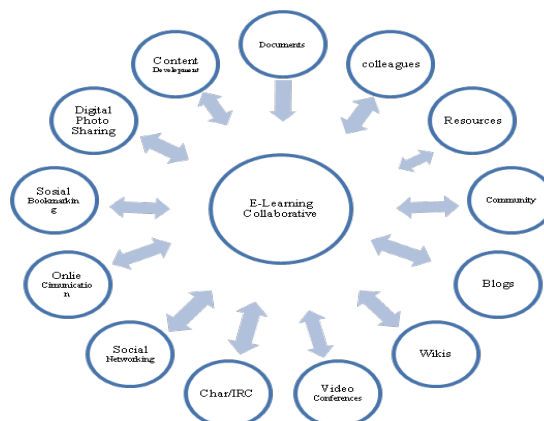 Documents
colleagues
Resources
Community
Blogs
Wikis
Video
Conferences
Char/IRC
Social
Networking
Onlie
Cimunicatio
n
Sosial
Bookmarkin
g
Digital
Photo
Sharing
Content
Development
E-Learning
Collaborative